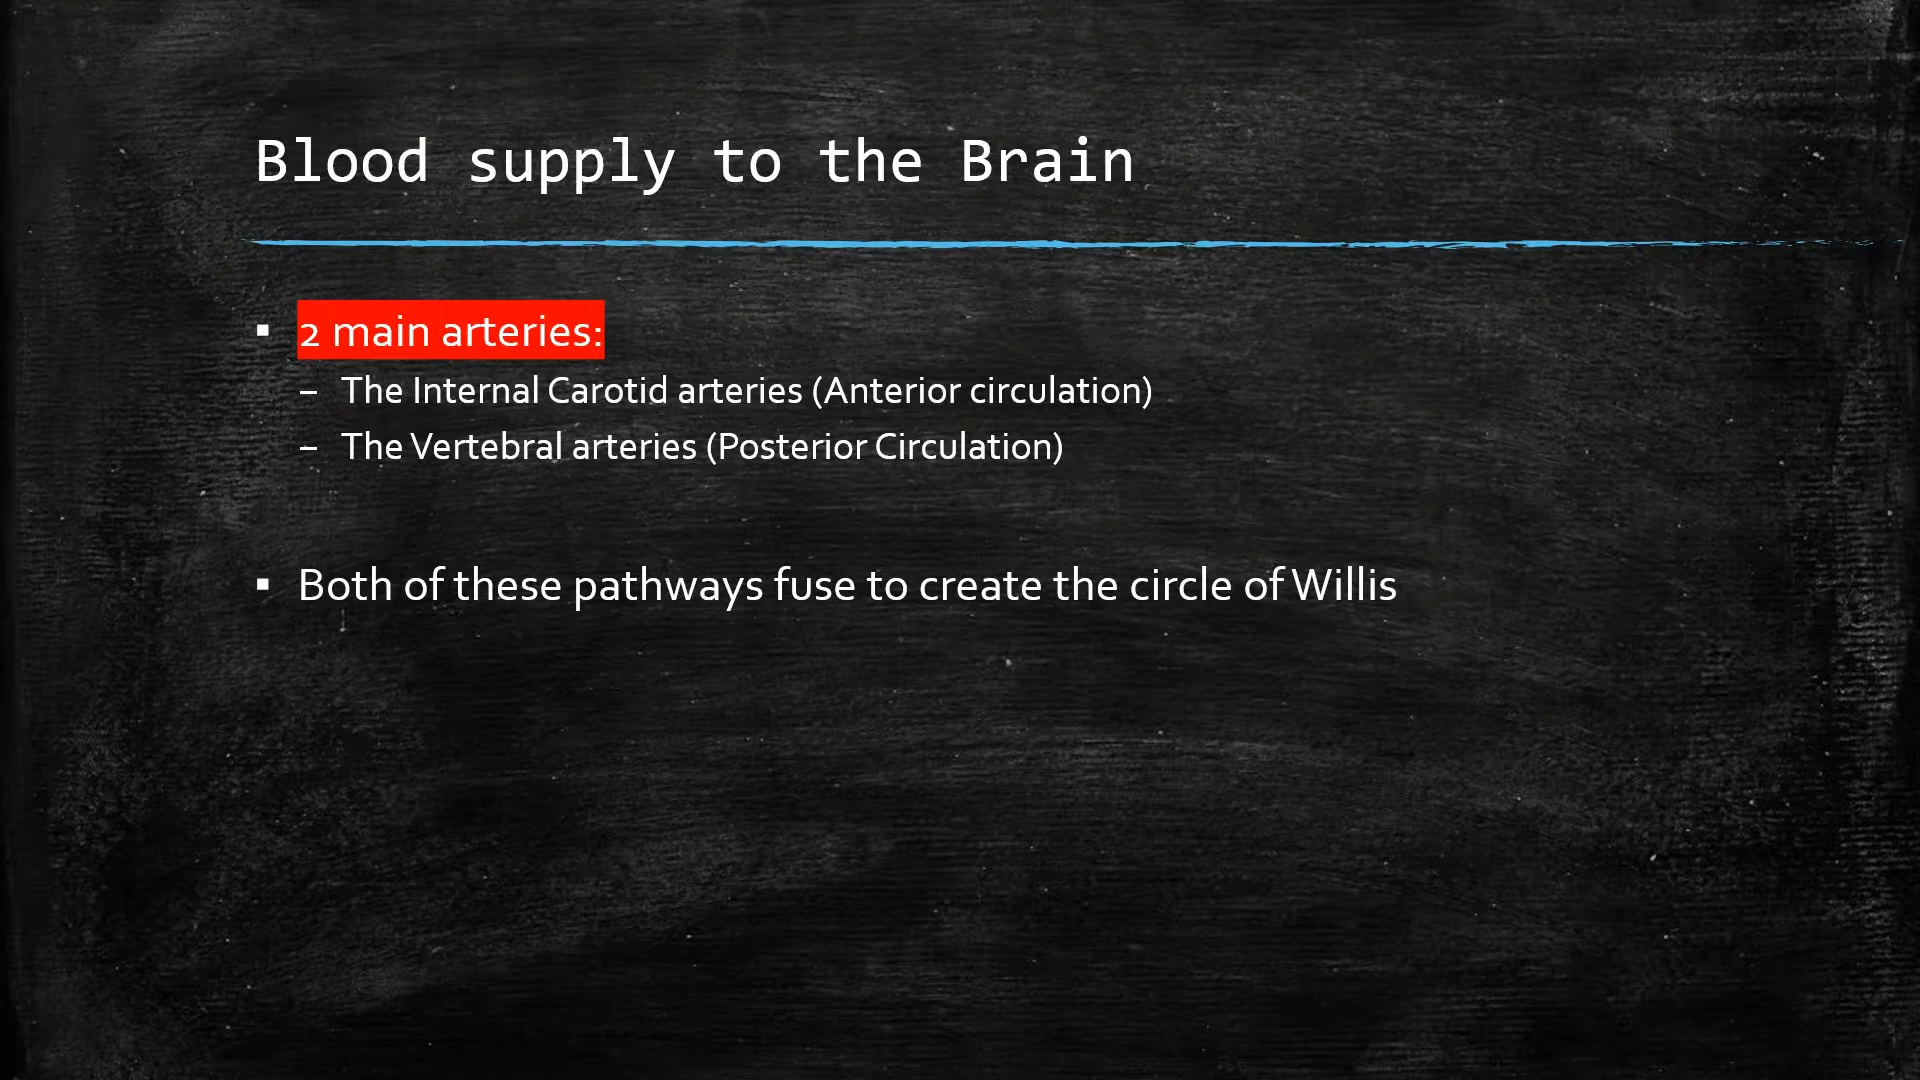 Blood supply to the Brain
▪ 2 main arteries:
– The Internal Carotid arteries (Anterior circulation)
– The Vertebral arteries (Posterior Circulation)
▪ Both of these pathways fuse to create the circle of Willis